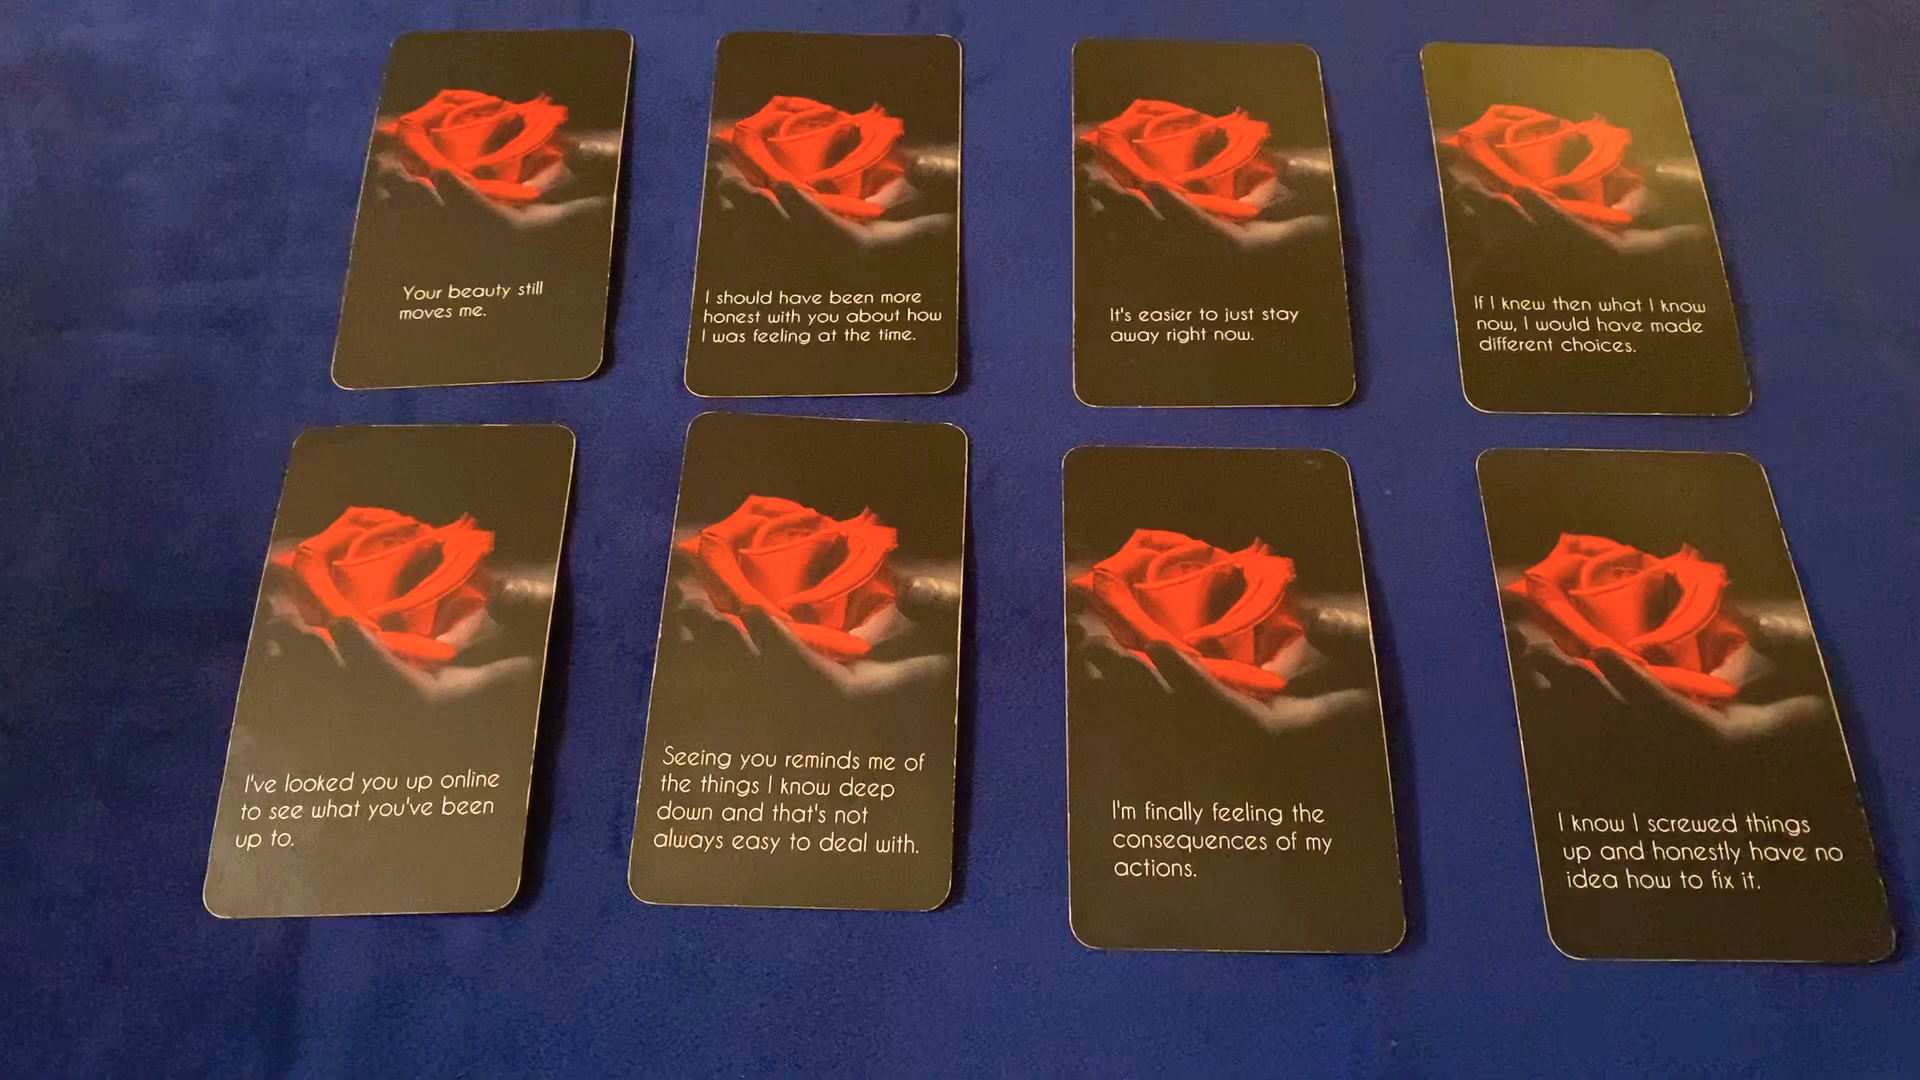 Your beauty still
moves me.
I should have been more
honest with you about how
I was feeling at the time.
It's easier to just stay
away right now.
If I knew then what I know
now, I would have made
different choices.
I've looked you up online
to see what you've been
up to.
Seeing you reminds me of
the things I know deep
down and that's not
always easy to deal with.
I'm finally feeling the
consequences of my
actions.
I know I screwed things
up and honestly have no
idea how to fix it.